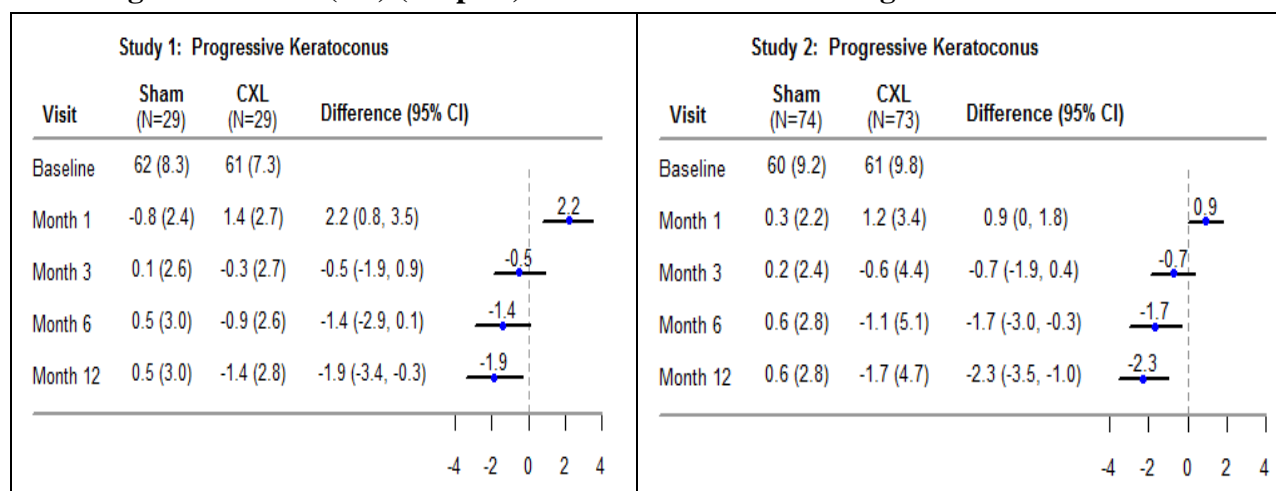 Study 1: Progressive Keratoconus
Visit Sham (N=29) CXL (N=29) Difference (95% CI)
Baseline 62 (8.3) 61 (7.3)
Month 1 -0.8 (2.4) 1.4 (2.7) 2.2 (0.8, 3.5) 2.2
Month 3 0.1 (2.6) -0.3 (2.7) -0.5 (-1.9, 0.9) -0.5
Month 6 0.5 (3.0) -0.9 (2.6) -1.4 (-2.9, 0.1) -1.4
Month 12 0.5 (3.0) -1.4 (2.8) -1.9 (-3.4, -0.3) -1.9
-4 -2 0 2 4
Study 2: Progressive Keratoconus
Visit Sham (N=74) CXL (N=73) Difference (95% CI)
Baseline 60 (9.2) 61 (9.8)
Month 1 0.3 (2.2) 1.2 (3.4) 0.9 (0, 1.8) 0.9
Month 3 0.2 (2.4) -0.6 (4.4) -0.7 (-1.9, 0.4) -0.7
Month 6 0.6 (2.8) -1.1 (5.1) -1.7 (-3.0, -0.3) -1.7
Month 12 0.6 (2.8) -1.7 (4.7) -2.3 (-3.5, -1.0) -2.3
-4 -2 0 2 4